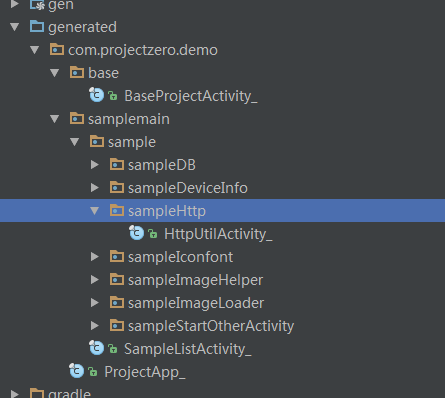 gen
generated
com.projectzero.demo
base
BaseProjectActivity_
samplemain
sample
sampleDB
sampleDeviceInfo
sampleHttp
HttpUtilActivity_
sampleIconfont
sampleImageHelper
sampleImageLoader
sampleStartOtherActivity
SampleListActivity_
ProjectApp_
gradle